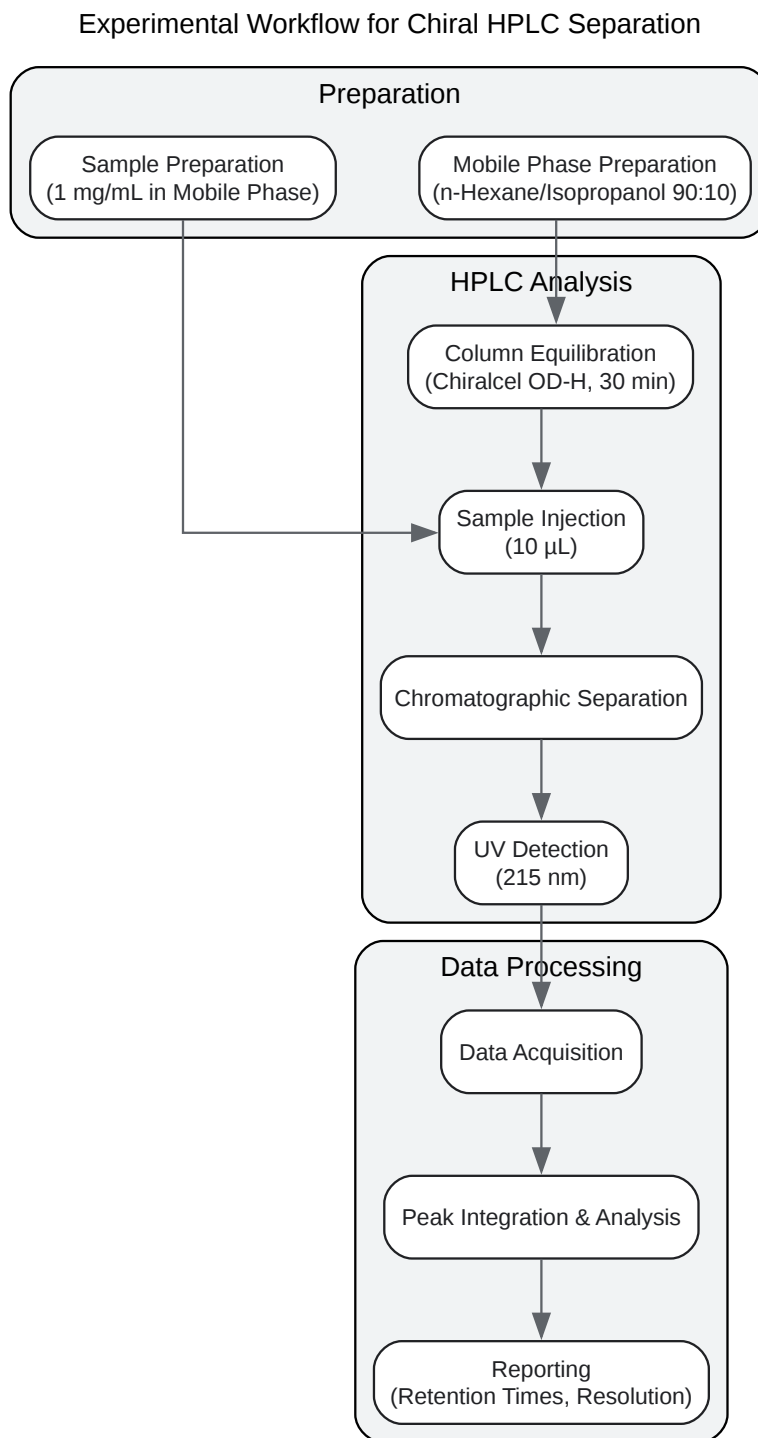 Experimental Workflow for Chiral HPLC Separation
Preparation
Sample Preparation
(1 mg/mL in Mobile Phase)
Mobile Phase Preparation
(n-Hexane/Isopropanol 90:10)
HPLC Analysis
Column Equilibration
(Chiralcel OD-H, 30 min)
Sample Injection
(10 µL)
Chromatographic Separation
UV Detection
(215 nm)
Data Processing
Data Acquisition
Peak Integration & Analysis
Reporting
(Retention Times, Resolution)